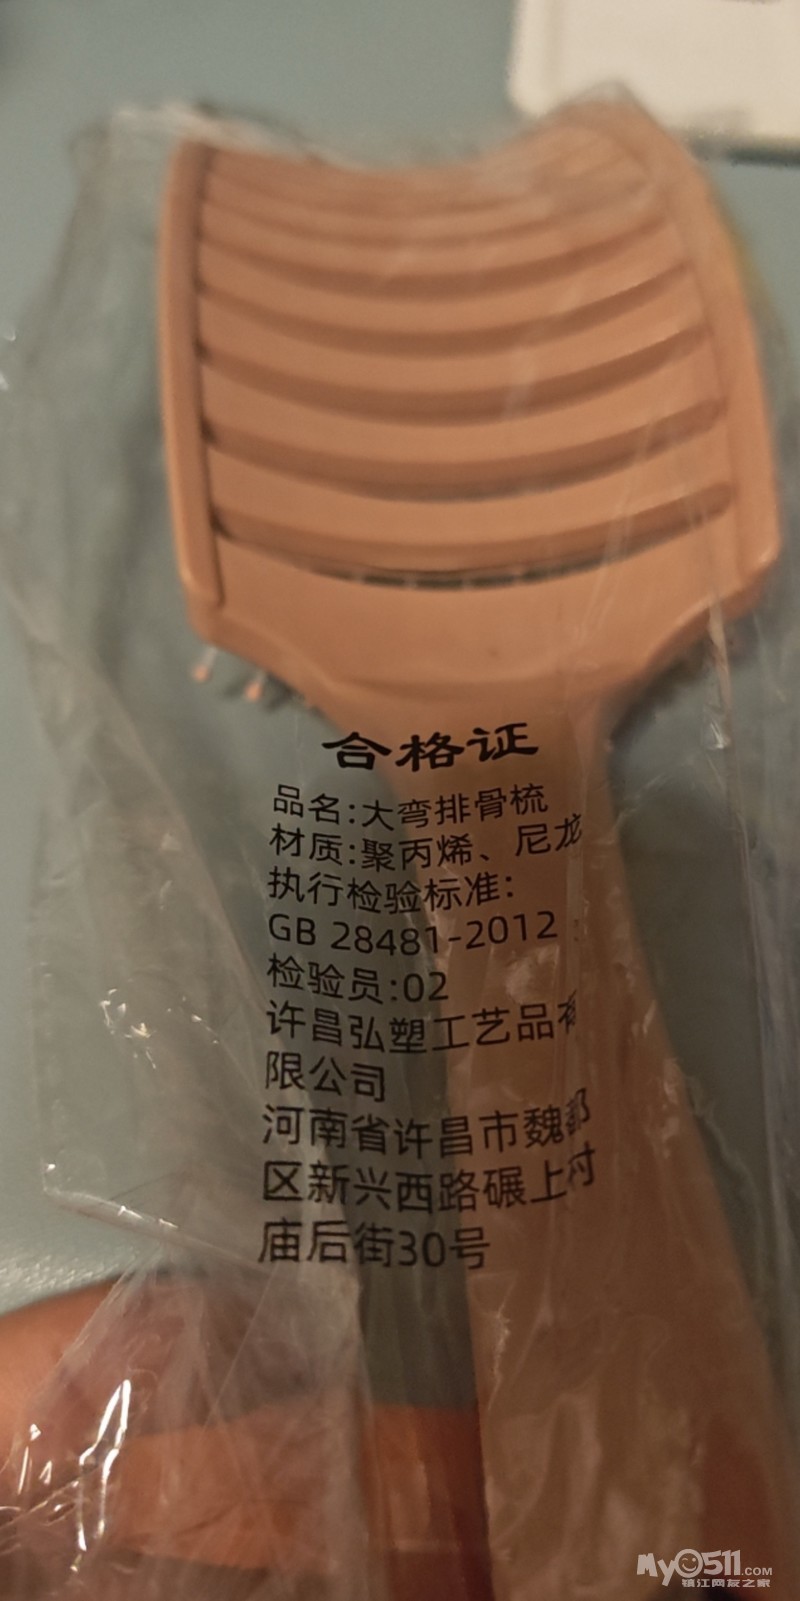 合格证
品名:大弯排骨梳
材质:聚丙烯、尼龙
执行检验标准:
GB 28481-2012
检验员:02
许昌弘塑工艺品有
限公司
河南省许昌市魏都
区新兴西路碾上村
庙后街30号
My0511.com
镇江网友之家